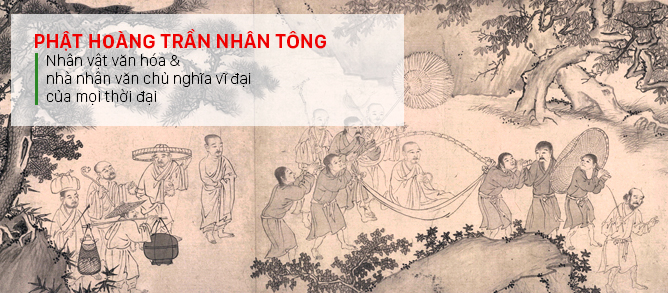 PHẬT HOÀNG TRẦN NHÂN TÔNG
Nhân vật văn hóa &
nhà nhận văn chủ nghĩa vĩ đại
của mọi thời đại